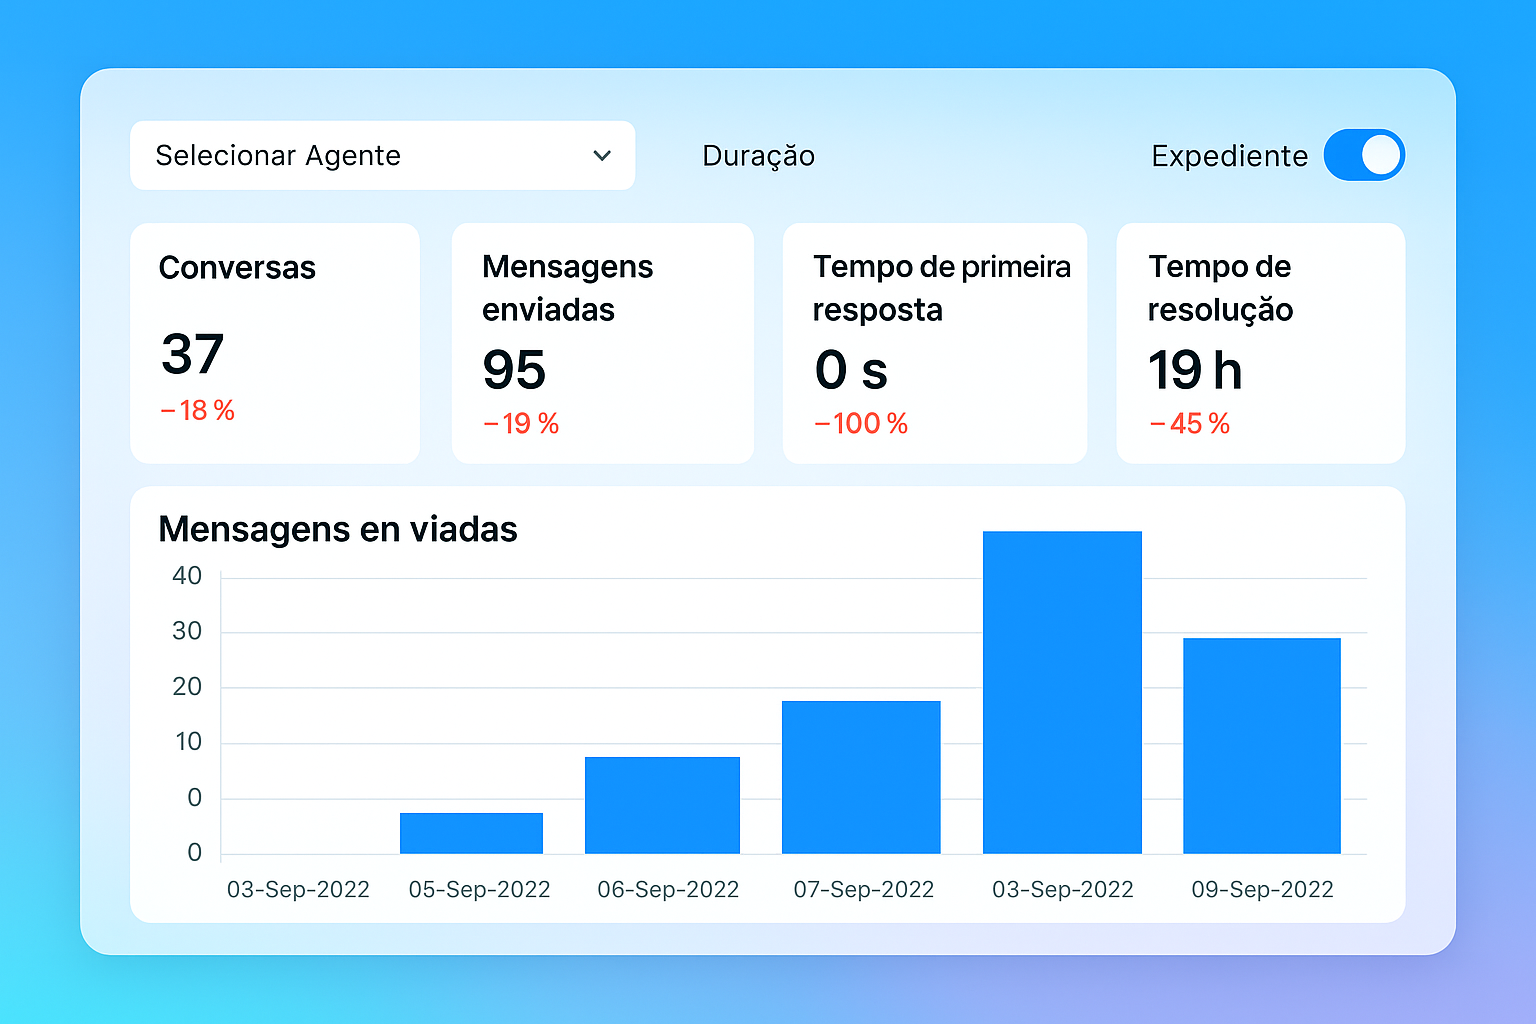 Selecionar Agente
Duração
Expediente
Conversas
37
–18 %
Mensagens
enviadas
95
–19 %
Tempo de primeira
resposta
0 s
–100 %
Tempo de
resolução
19 h
–45 %
Mensagens en viadas
40
30
20
10
0
0
03-Sep-2022
05-Sep-2022
06-Sep-2022
07-Sep-2022
03-Sep-2022
09-Sep-2022